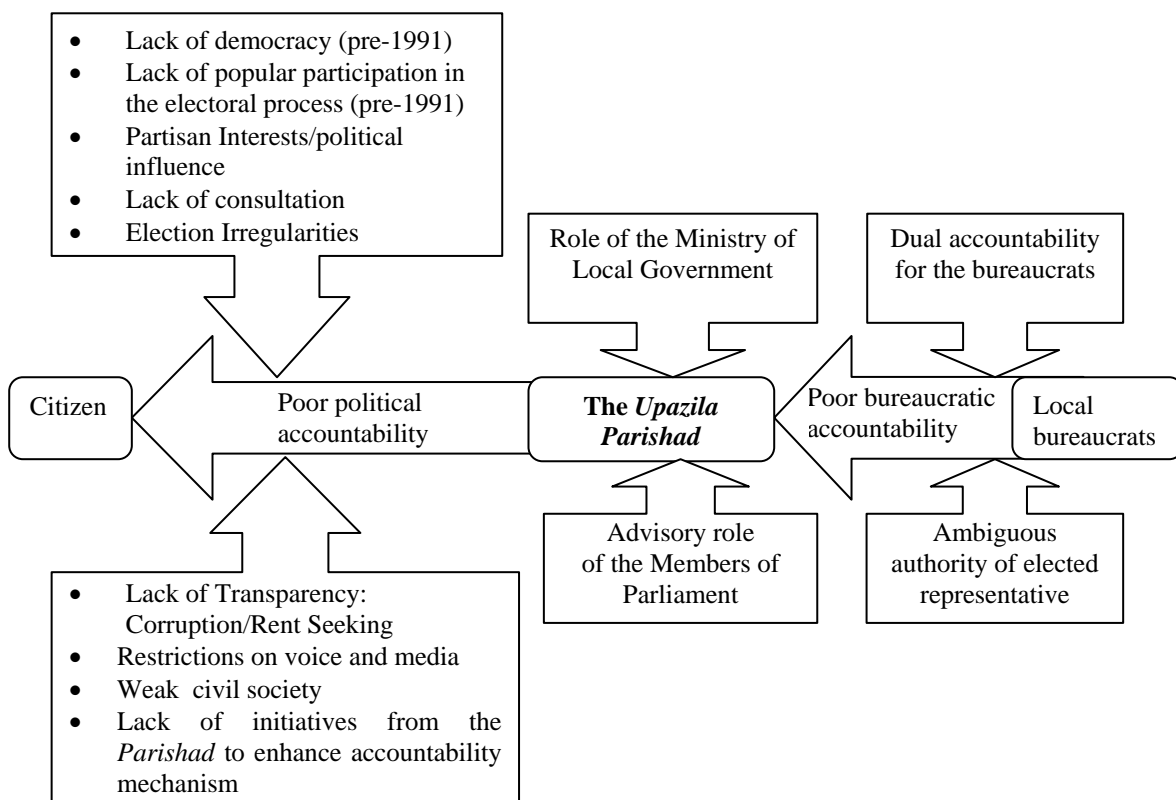 • Lack of democracy (pre-1991)
• Lack of popular participation in
the electoral process (pre-1991)
• Partisan Interests/political
influence
• Lack of consultation
• Election Irregularities
Role of the Ministry of
Local Government
Dual accountability
for the bureaucrats
Citizen
Poor political
accountability
The Upazila
Parishad
Poor bureaucratic
accountability
Local
bureaucrats
Advisory role
of the Members of
Parliament
Ambiguous
authority of elected
representative
• Lack of Transparency:
Corruption/Rent Seeking
• Restrictions on voice and media
• Weak civil society
• Lack of initiatives from the
Parishad to enhance accountability
mechanism